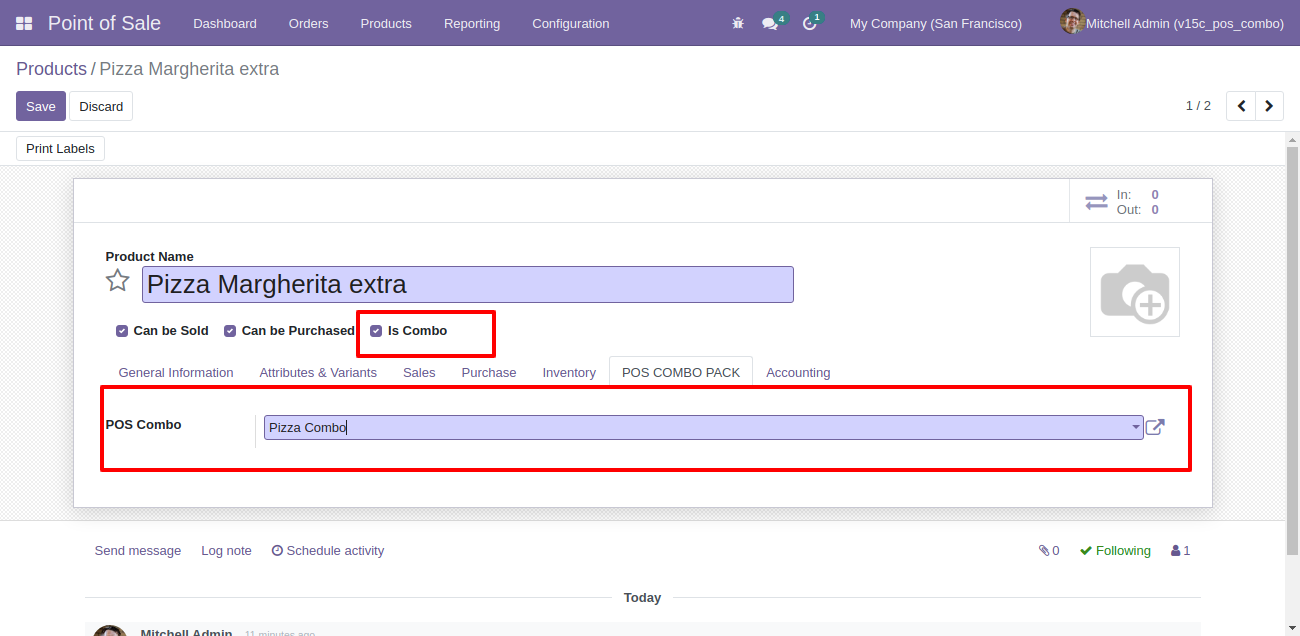 Point of Sale Dashboard Orders Products Reporting Configuration 4 1 My Company (San Francisco) Mitchell Admin (v15c_pos_combo)
Products / Pizza Margherita extra
Save Discard 1 / 2
Print Labels
In: 0
Out: 0
Product Name
Pizza Margherita extra
Can be Sold Can be Purchased Is Combo
General Information Attributes & Variants Sales Purchase Inventory POS COMBO PACK Accounting
POS Combo Pizza Combo
Send message Log note Schedule activity 0 Following 1
Today
Mitchell Admin 11 minutes ago